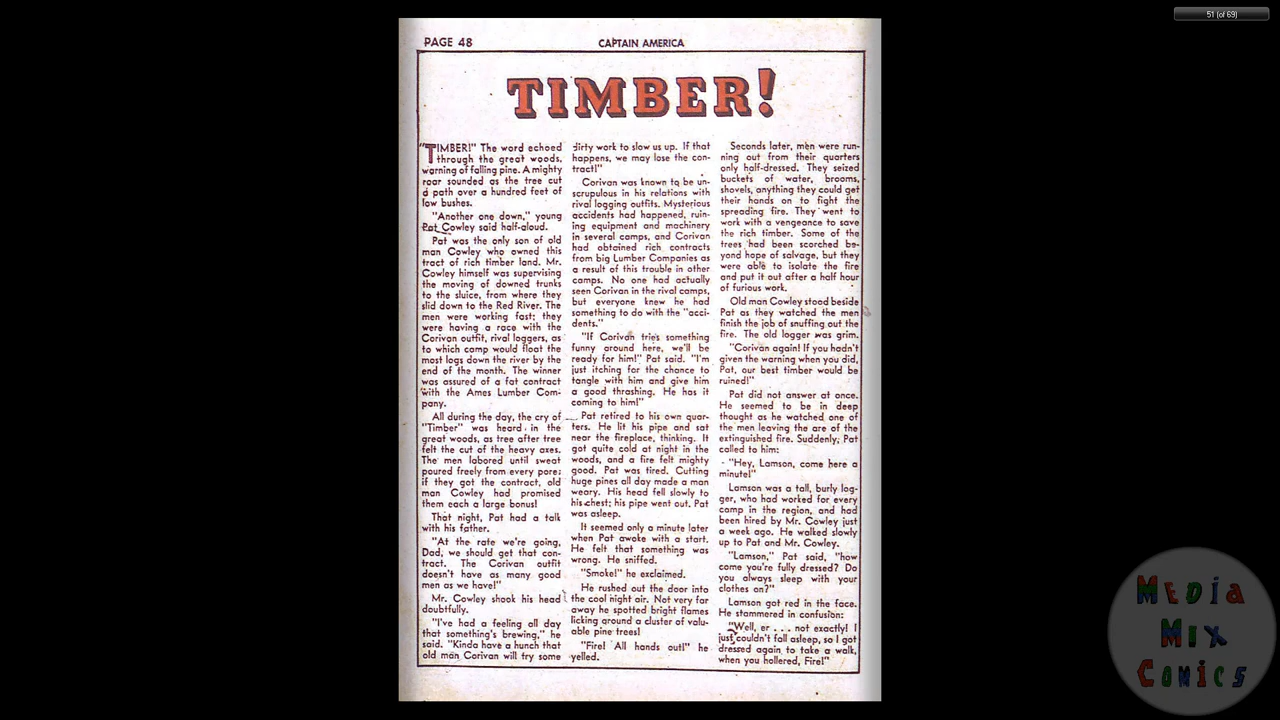 51 (of 69)
PAGE 48
CAPTAIN AMERICA
TIMBER!
"TIMBER!" The word echoed
through the great woods,
warning of falling pine. A mighty
roar sounded as the tree cut
a path over a hundred feet of
low bushes.
"Another one down," young
Pat Cowley said half-aloud.
Pat was the only son of old
man Cowley who owned this
tract of rich timber land. Mr.
Cowley himself was supervising
the moving of downed trunks
to the sluice, from where they
slid down to the Red River. The
men were working fast; they
were having a race with the
Corivan outfit, rival loggers, as
to which camp would float the
most logs down the river by the
end of the month. The winner
was assured of a fat contract
with the Ames Lumber Com-
pany.
All during the day, the cry of
"Timber" was heard in the
great woods, as tree after tree
felt the cut of the heavy axes.
The men labored until sweat
poured freely from every pore;
if they got the contract, old
man Cowley had promised
them each a large bonus!
That night, Pat had a talk
with his father.
"At the rate we're going,
Dad, we should get that con-
tract. The Corivan outfit
doesn't have as many good
men as we have!"
Mr. Cowley shook his head
doubtfully.
"I've had a feeling all day
that something's brewing," he
said. "Kinda have a hunch that
old man Corivan will try some
dirty work to slow us up. If that
happens, we may lose the con-
tract!"
Corivan was known to be un-
scrupulous in his relations with
rival logging outfits. Mysterious
accidents had happened, ruin-
ing equipment and machinery
in several camps, and Corivan
had obtained rich contracts
from big Lumber Companies as
a result of this trouble in other
camps. No one had actually
seen Corivan in the rival camps,
but everyone knew he had
something to do with the "acci-
dents."
"If Corivan tries something
funny around here, we'll be
ready for him!" Pat said. "I'm
just itching for the chance to
tangle with him and give him
a good thrashing. He has it
coming to him!"
Pat retired to his own quar-
ters. He lit his pipe and sat
near the fireplace, thinking. It
got quite cold at night in the
woods, and a fire felt mighty
good. Pat was tired. Cutting
huge pines all day made a man
weary. His head fell slowly to
his chest; his pipe went out. Pat
was asleep.
It seemed only a minute later
when Pat awoke with a start.
He felt that something was
wrong. He sniffed.
"Smoke!" he exclaimed.
He rushed out the door into
the cool night air. Not very far
away he spotted bright flames
licking around a cluster of valu-
able pine trees!
"Fire! All hands out!" he
yelled.
Seconds later, men were run-
ning out from their quarters
only half-dressed. They seized
buckets of water, brooms,
shovels, anything they could get
their hands on to fight the
spreading fire. They went to
work with a vengeance to save
the rich timber. Some of the
trees had been scorched be-
yond hope of salvage, but they
were able to isolate the fire
and put it out after a half hour
of furious work.
Old man Cowley stood beside
Pat as they watched the men
finish the job of snuffing out the
fire. The old logger was grim.
"Corivan again! If you hadn't
given the warning when you did,
Pat, our best timber would be
ruined!"
Pat did not answer at once.
He seemed to be in deep
thought as he watched one of
the men leaving the are of the
extinguished fire. Suddenly, Pat
called to him:
"Hey, Lamson, come here a
minute!"
Lamson was a tall, burly log-
ger, who had worked for every
camp in the region, and had
been hired by Mr. Cowley just
a week ago. He walked slowly
up to Pat and Mr. Cowley.
"Lamson," Pat said, "how
come you're fully dressed? Do
you always sleep with your
clothes on?"
Lamson got red in the face.
He stammered in confusion:
"Well, er . . . not exactly! I
just couldn't fall asleep, so I got
dressed again to take a walk,
when you hollered, Fire!"
MEDIA
MIX
COMICS